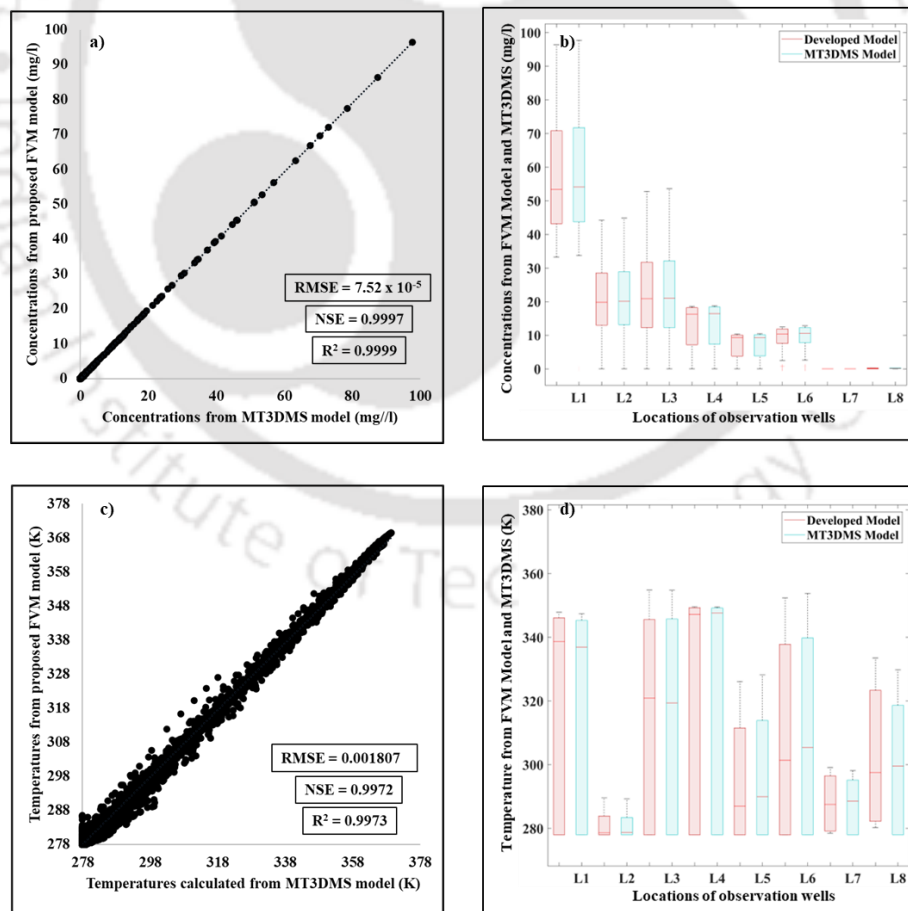 a)
Concentrations from proposed FVM model (mg/l)
100
90
80
70
60
50
40
30
20
10
0
RMSE = 7.52 x 10⁻⁵
NSE = 0.9997
R² = 0.9999
0 20 40 60 80 100
Concentrations from MT3DMS model (mg//l)
b)
Concentrations from FVM Model and MT3DMS (mg/l)
Developed Model
MT3DMS Model
100
90
80
70
60
50
40
30
20
10
0
L1 L2 L3 L4 L5 L6 L7 L8
Locations of observation wells
c)
Temperatures from proposed FVM model (K)
378
368
358
348
338
328
318
308
298
288
278
RMSE = 0.001807
NSE = 0.9972
R² = 0.9973
278 298 318 338 358 378
Temperatures calculated from MT3DMS model (K)
d)
Temperature from FVM Model and MT3DMS (K)
Developed Model
MT3DMS Model
380
360
340
320
300
280
L1 L2 L3 L4 L5 L6 L7 L8
Locations of observation wells
Institute of Tec